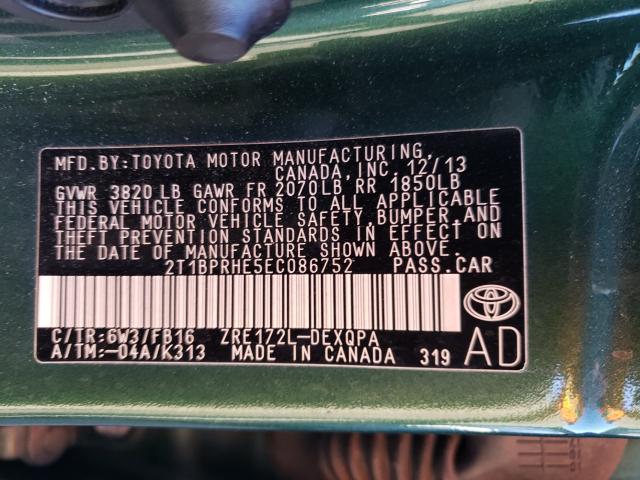 MFD.BY:TOYOTA MOTOR MANUFACTURING,
CANADA,INC. 12/13
GVWR 3820 LB GAWR FR 2070LB RR 1850LB
THIS VEHICLE CONFORMS TO ALL APPLICABLE
FEDERAL MOTOR VEHICLE SAFETY,BUMPER,AND
THEFT PREVENTION STANDARDS IN EFFECT ON
THE DATE OF MANUFACTURE SHOWN ABOVE.
2T1BPRHE5EC086752 PASS.CAR
C/TR:6W3/FB16 ZRE172L-DEXQPA
A/TM:-04A/K313 MADE IN CANADA 319 AD